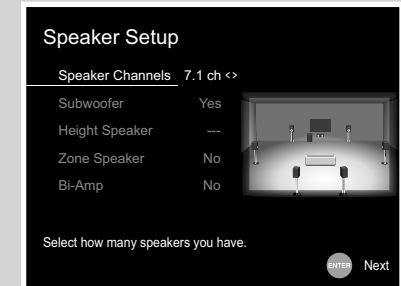 Speaker Setup
Speaker Channels 7.1 ch <>
Subwoofer Yes
Height Speaker ---
Zone Speaker No
Bi-Amp No
Select how many speakers you have.
ENTER Next